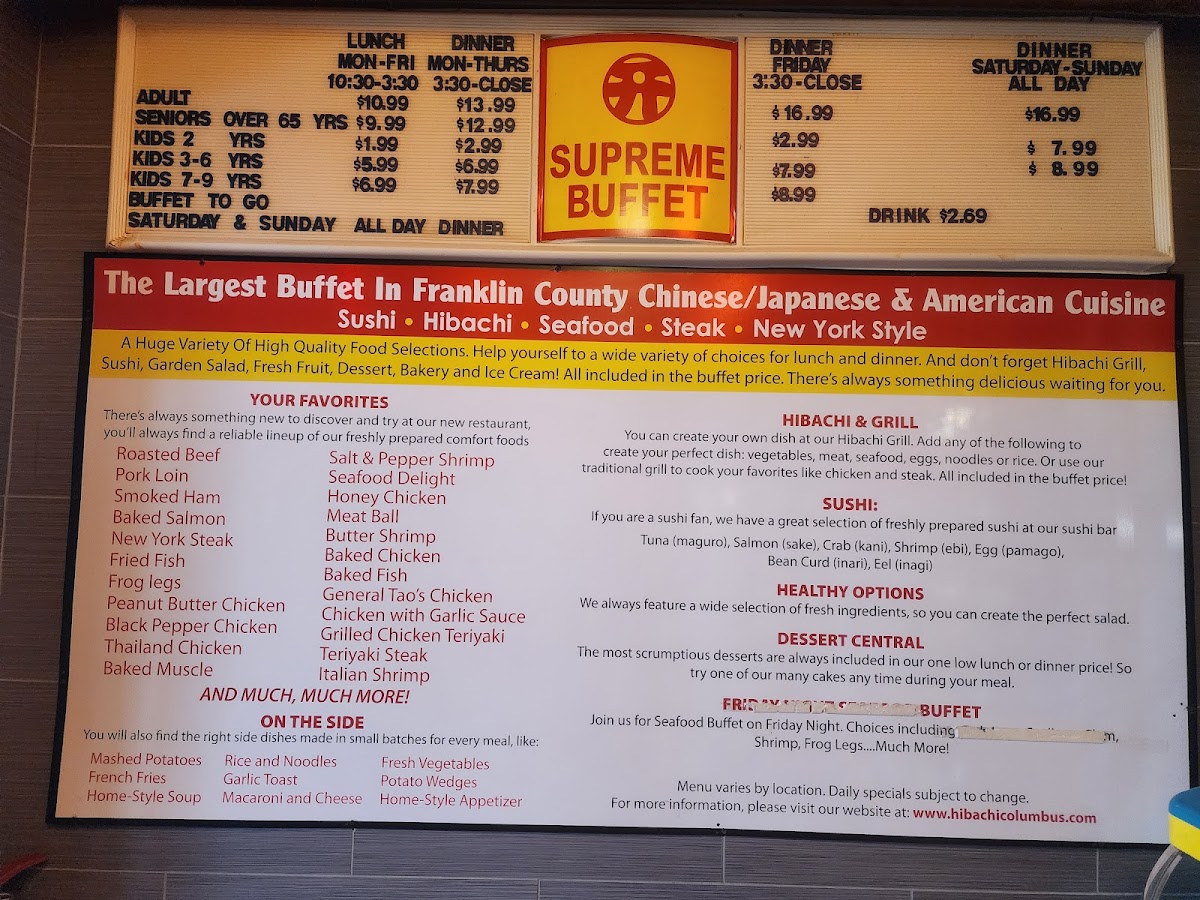 LUNCH DINNER
MON-FRI MON-THURS
10:30-3:30 3:30-CLOSE
ADULT $10.99 $13.99
SENIORS OVER 65 YRS $9.99 $12.99
KIDS 2 YRS $1.99 $2.99
KIDS 3-6 YRS $5.99 $6.99
KIDS 7-9 YRS $6.99 $7.99
BUFFET TO GO
SATURDAY & SUNDAY ALL DAY DINNER
SUPREME
BUFFET
DINNER
FRIDAY
3:30-CLOSE
$16.99
$2.99
$7.99
$8.99
DINNER
SATURDAY-SUNDAY
ALL DAY
$16.99
$ 7.99
$ 8.99
DRINK $2.69
The Largest Buffet In Franklin County Chinese/Japanese & American Cuisine
Sushi • Hibachi • Seafood • Steak • New York Style
A Huge Variety Of High Quality Food Selections. Help yourself to a wide variety of choices for lunch and dinner. And don't forget Hibachi Grill,
Sushi, Garden Salad, Fresh Fruit, Dessert, Bakery and Ice Cream! All included in the buffet price. There's always something delicious waiting for you.
YOUR FAVORITES
There's always something new to discover and try at our new restaurant,
you'll always find a reliable lineup of our freshly prepared comfort foods
Roasted Beef
Pork Loin
Smoked Ham
Baked Salmon
New York Steak
Fried Fish
Frog legs
Peanut Butter Chicken
Black Pepper Chicken
Thailand Chicken
Baked Muscle
Salt & Pepper Shrimp
Seafood Delight
Honey Chicken
Meat Ball
Butter Shrimp
Baked Chicken
Baked Fish
General Tao's Chicken
Chicken with Garlic Sauce
Grilled Chicken Teriyaki
Teriyaki Steak
Italian Shrimp
AND MUCH, MUCH MORE!
ON THE SIDE
You will also find the right side dishes made in small batches for every meal, like:
Mashed Potatoes Rice and Noodles Fresh Vegetables
French Fries Garlic Toast Potato Wedges
Home-Style Soup Macaroni and Cheese Home-Style Appetizer
HIBACHI & GRILL
You can create your own dish at our Hibachi Grill. Add any of the following to
create your perfect dish: vegetables, meat, seafood, eggs, noodles or rice. Or use our
traditional grill to cook your favorites like chicken and steak. All included in the buffet price!
SUSHI:
If you are a sushi fan, we have a great selection of freshly prepared sushi at our sushi bar
Tuna (maguro), Salmon (sake), Crab (kani), Shrimp (ebi), Egg (pamago),
Bean Curd (inari), Eel (inagi)
HEALTHY OPTIONS
We always feature a wide selection of fresh ingredients, so you can create the perfect salad.
DESSERT CENTRAL
The most scrumptious desserts are always included in our one low lunch or dinner price! So
try one of our many cakes any time during your meal.
BUFFET
Join us for Seafood Buffet on Friday Night. Choices including
Shrimp, Frog Legs....Much More!
Menu varies by location. Daily specials subject to change.
For more information, please visit our website at: www.hibachicolumbus.com